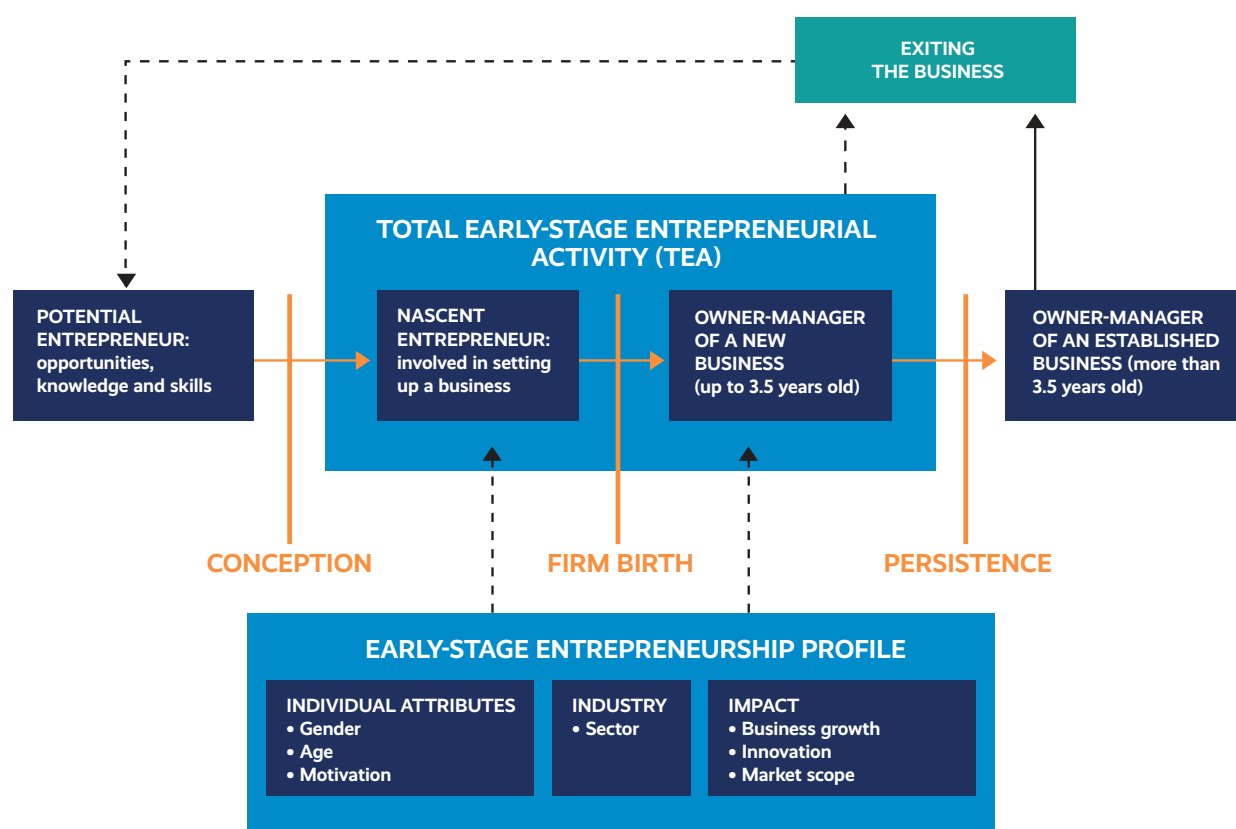 EXITING
THE BUSINESS
TOTAL EARLY-STAGE ENTREPRENEURIAL
ACTIVITY (TEA)
POTENTIAL
ENTREPRENEUR:
opportunities,
knowledge and skills
NASCENT
ENTREPRENEUR:
involved in setting
up a business
OWNER-MANAGER
OF A NEW
BUSINESS
(up to 3.5 years old)
OWNER-MANAGER
OF AN ESTABLISHED
BUSINESS (more than
3.5 years old)
CONCEPTION
FIRM BIRTH
PERSISTENCE
EARLY-STAGE ENTREPRENEURSHIP PROFILE
INDIVIDUAL ATTRIBUTES
• Gender
• Age
• Motivation
INDUSTRY
• Sector
IMPACT
• Business growth
• Innovation
• Market scope